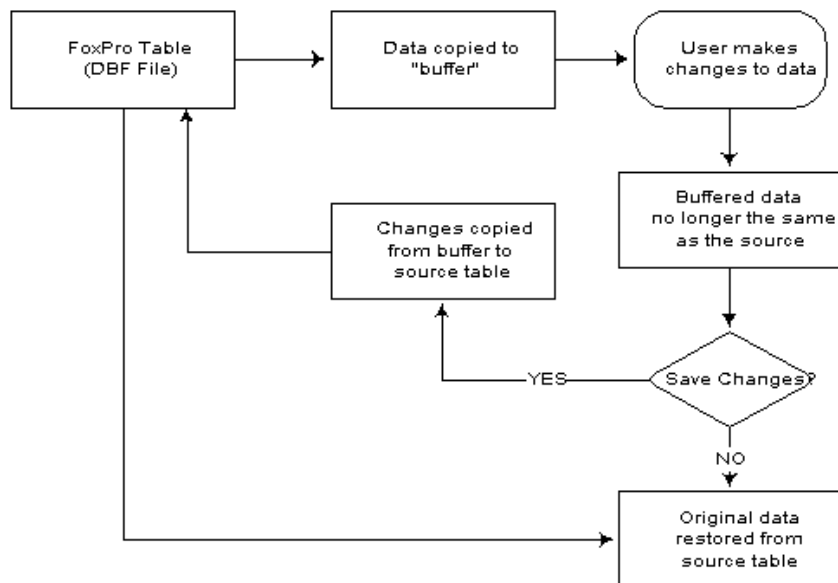 FoxPro Table
(DBF File)
Data copied to
"buffer"
User makes
changes to data
Buffered data
no longer the same
as the source
Changes copied
from buffer to
source table
Save Changes?
YES
NO
Original data
restored from
source table